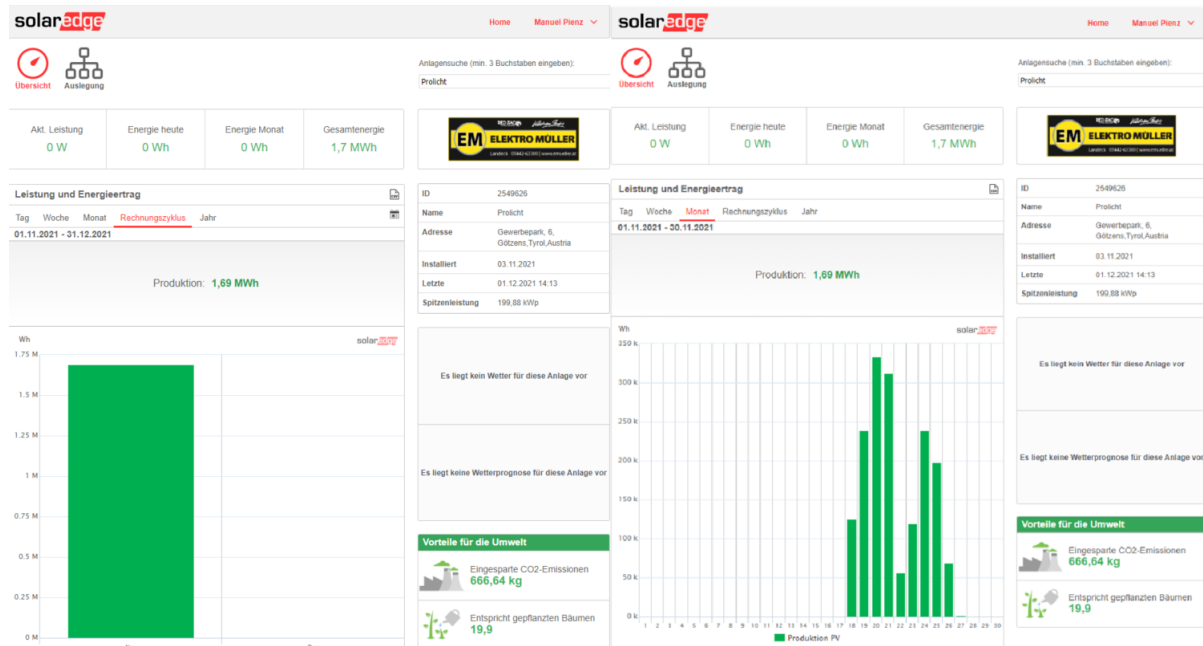 solaredge
Home
Manuel Pienz
Übersicht
Auslegung
Anlagensuche (min. 3 Buchstaben eingeben):
Prolicht
Akt. Leistung
Energie heute
Energie Monat
Gesamtenergie
0 W
0 Wh
0 Wh
1,7 MWh
EM ELEKTRO MÜLLER
Leistung und Energieertrag
Tag Woche Monat Rechnungszyklus Jahr
01.11.2021 - 31.12.2021
Produktion: 1,69 MWh
Wh
solaredge
1.75 M
1.5 M
1.25 M
1 M
0.75 M
0.5 M
0.25 M
0 M
ID 2549626
Name Prolicht
Adresse Gewerbepark, 6,
Götzens,Tyrol,Austria
Installiert 03.11.2021
Letzte 01.12.2021 14:13
Spitzenleistung 199,88 kWp
Es liegt kein Wetter für diese Anlage vor
Es liegt keine Wetterprognose für diese Anlage vor
Vorteile für die Umwelt
Eingesparte CO2-Emissionen
666,64 kg
Entspricht gepflanzten Bäumen
19,9
solaredge
Home
Manuel Pienz
Übersicht
Auslegung
Anlagensuche (min. 3 Buchstaben eingeben):
Prolicht
Akt. Leistung
Energie heute
Energie Monat
Gesamtenergie
0 W
0 Wh
0 Wh
1,7 MWh
EM ELEKTRO MÜLLER
Leistung und Energieertrag
Tag Woche Monat Rechnungszyklus Jahr
01.11.2021 - 30.11.2021
Produktion: 1,69 MWh
Wh
solaredge
350 k
300 k
250 k
200 k
150 k
100 k
50 k
0 k
1 2 3 4 5 6 7 8 9 10 11 12 13 14 15 16 17 18 19 20 21 22 23 24 25 26 27 28 29 30
Produktion PV
ID 2549626
Name Prolicht
Adresse Gewerbepark, 6,
Götzens,Tyrol,Austria
Installiert 03.11.2021
Letzte 01.12.2021 14:13
Spitzenleistung 199,88 kWp
Es liegt kein Wetter für diese Anlage vor
Es liegt keine Wetterprognose für diese Anlage vor
Vorteile für die Umwelt
Eingesparte CO2-Emissionen
666,64 kg
Entspricht gepflanzten Bäumen
19,9